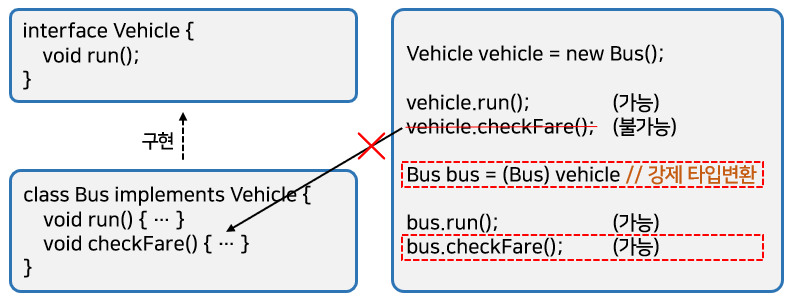 interface Vehicle {
void run();
}
구현
class Bus implements Vehicle {
void run() { ··· }
void checkFare() { ··· }
}
Vehicle vehicle = new Bus();
vehicle.run(); (가능)
vehicle.checkFare(); (불가능)
Bus bus = (Bus) vehicle // 강제 타입변환
bus.run(); (가능)
bus.checkFare(); (가능)